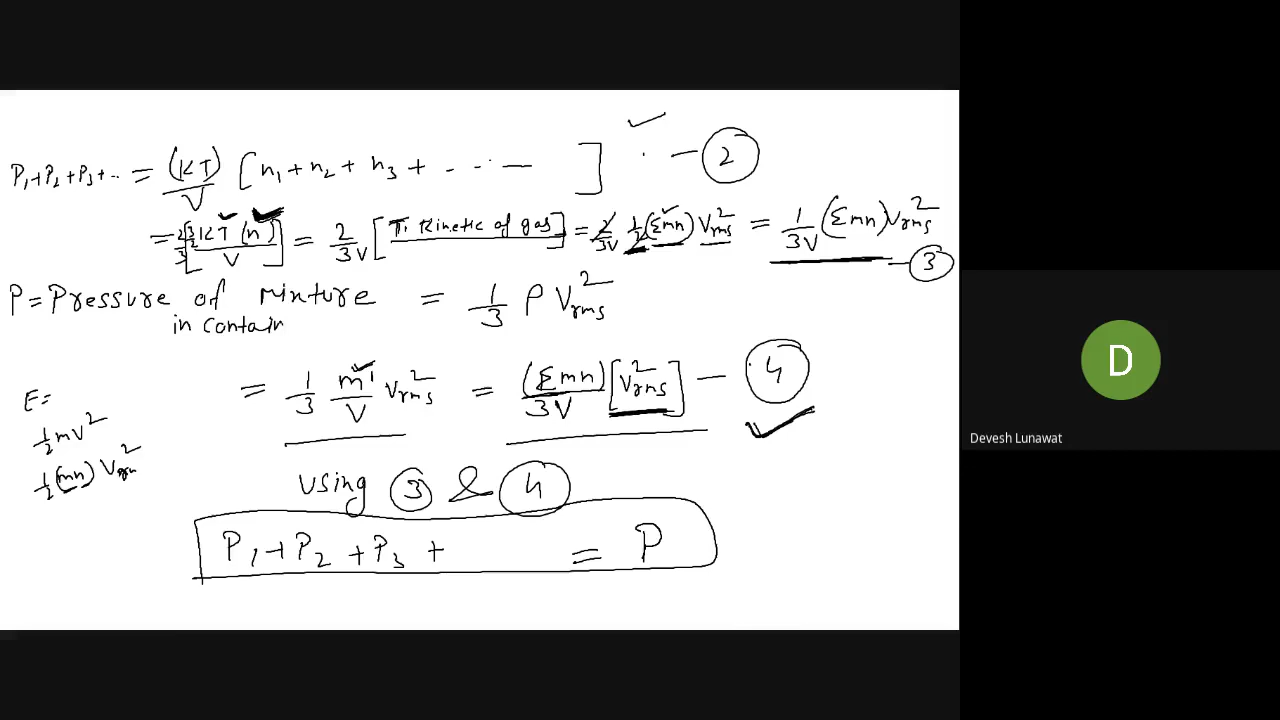 P₁+P₂+P₃+.. = (KT)/V [n₁ + n₂ + n₃ + ..... — ] . — ②
= 2/3 [3/2 KT (n)/V] = 2/3V [T. Kinetic of gas] = 2/3V 1/2 (Σmn) V²rms = 1/3V (Σmn) V²rms — ③
P = Pressure of Mixture = 1/3 ρ V²rms
in contain
= 1/3 m'/V V²rms = (Σmn)/3V [V²rms] — ④
E=
1/2 mv²
1/2 (mn) V²rm
using ③ & ④
P₁ + P₂ + P₃ + = P
D
Devesh Lunawat